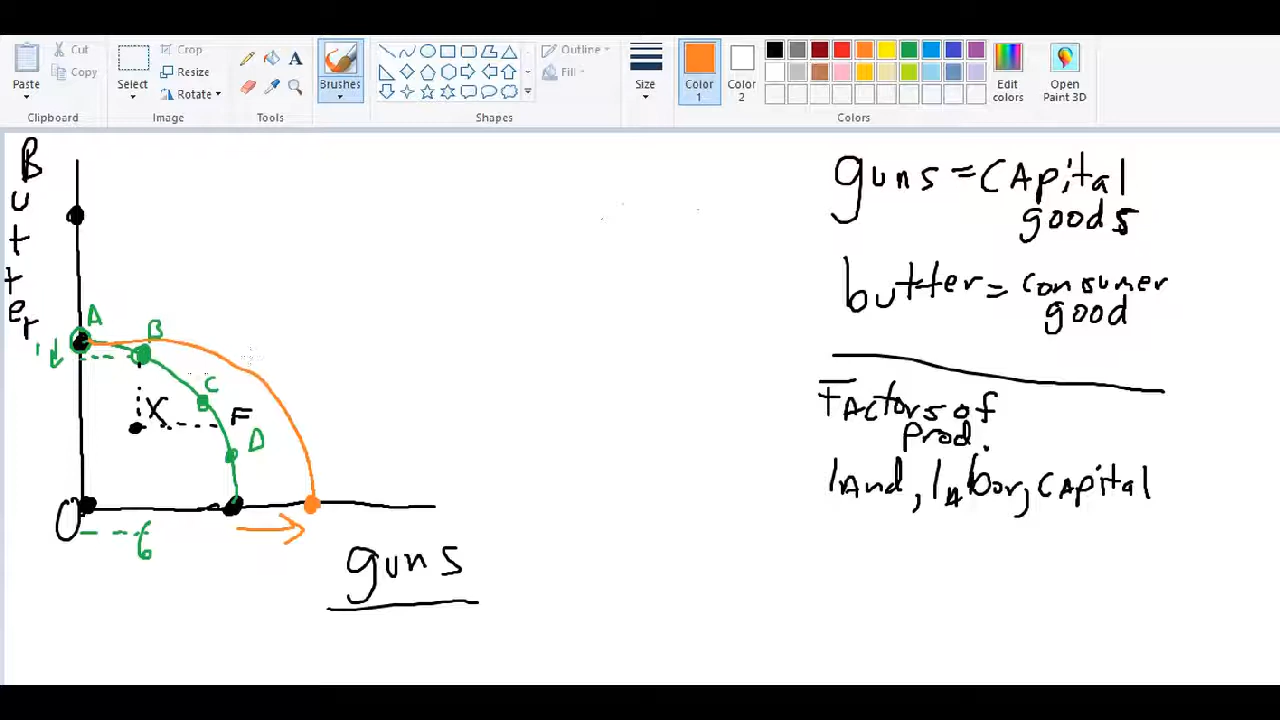 Cut
Copy
Paste
Clipboard
Crop
Resize
Rotate
Select
Image
Tools
Brushes
Shapes
Outline
Fill
Size
Color 1
Color 2
Edit colors
Open Paint 3D
Colors
Butter
A
B
C
D
F
X
1
0
6
guns
guns = CApital
goods
butter = consumer
good
FActors of
Prod.
lAnd, lAbor, CApital